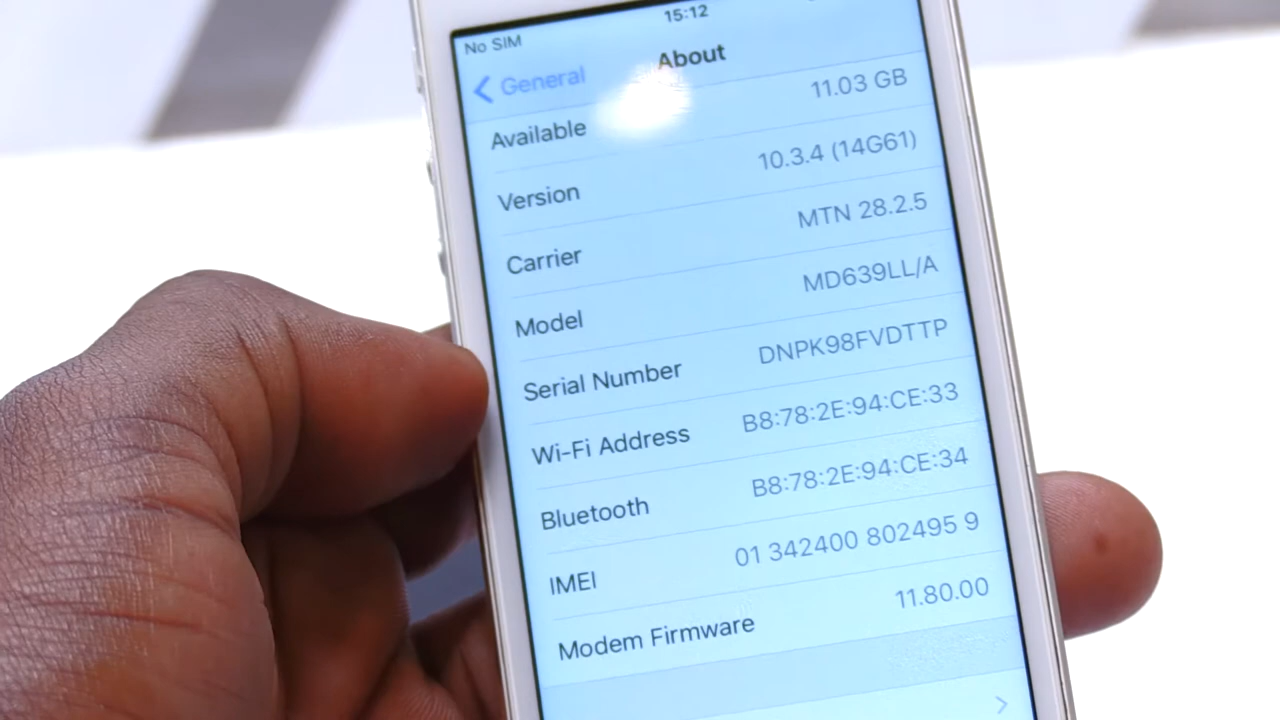 No SIM 15:12
General About
Available 11.03 GB
Version 10.3.4 (14G61)
Carrier MTN 28.2.5
Model MD639LL/A
Serial Number DNPK98FVDTTP
Wi-Fi Address B8:78:2E:94:CE:33
Bluetooth B8:78:2E:94:CE:34
IMEI 01 342400 802495 9
Modem Firmware 11.80.00